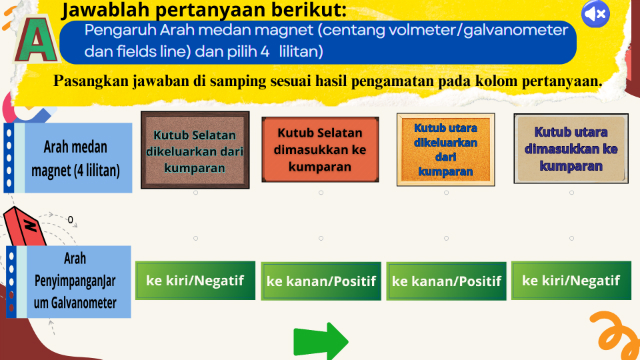 Jawablah pertanyaan berikut:
A
Pengaruh Arah medan magnet (centang volmeter/galvanometer
dan fields line) dan pilih 4 lilitan)
Pasangkan jawaban di samping sesuai hasil pengamatan pada kolom pertanyaan.
Arah medan
magnet (4 lilitan)
Kutub Selatan
dikeluarkan dari
kumparan
Kutub Selatan
dimasukkan ke
kumparan
Kutub utara
dikeluarkan
dari
kumparan
Kutub utara
dimasukkan ke
kumparan
N
Arah
PenyimpanganJar
um Galvanometer
ke kiri/Negatif
ke kanan/Positif
ke kanan/Positif
ke kiri/Negatif